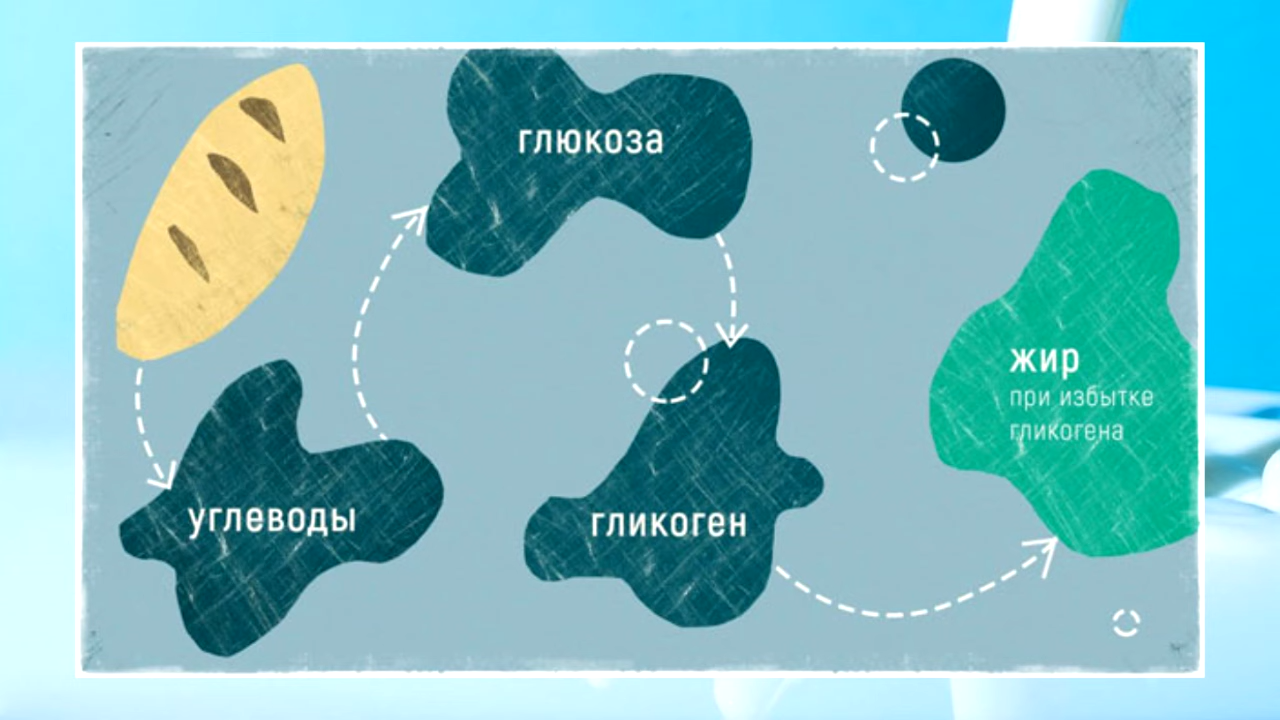 глюкоза
углеводы
гликоген
жир
при избытке
гликогена